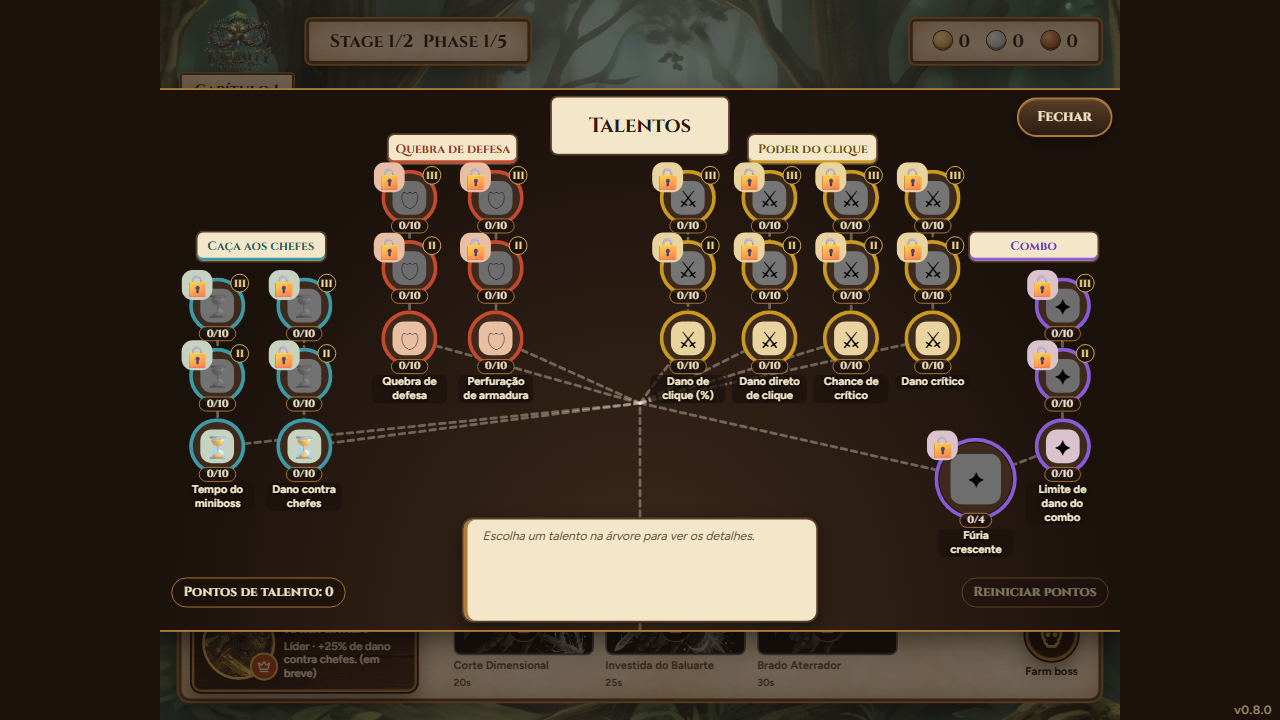 Stage 1/2 Phase 1/5
0 0 0
Capítulo 1
Talentos
Fechar
Quebra de defesa
Poder do clique
III III III III III III
0/10 0/10 0/10 0/10 0/10 0/10
Caça aos chefes
Combo
II II II II II II
0/10 0/10 0/10 0/10 0/10 0/10
III III III
0/10 0/10 0/10
II II II
0/10 0/10 0/10
0/10 0/10 0/10 0/10 0/10 0/10
Quebra de
defesa
Perfuração
de armadura
Dano de
clique (%)
Dano direto
de clique
Chance de
crítico
Dano crítico
0/10 0/10 0/10
Tempo do
miniboss
Dano contra
chefes
Limite de
dano do
combo
0/4
Fúria
crescente
Escolha um talento na árvore para ver os detalhes.
Pontos de talento: 0
Reiniciar pontos
Líder · +25% de dano
contra chefes. (em
breve)
Corte Dimensional
20s
Investida do Baluarte
25s
Brado Aterrador
30s
Farm boss
v0.8.0